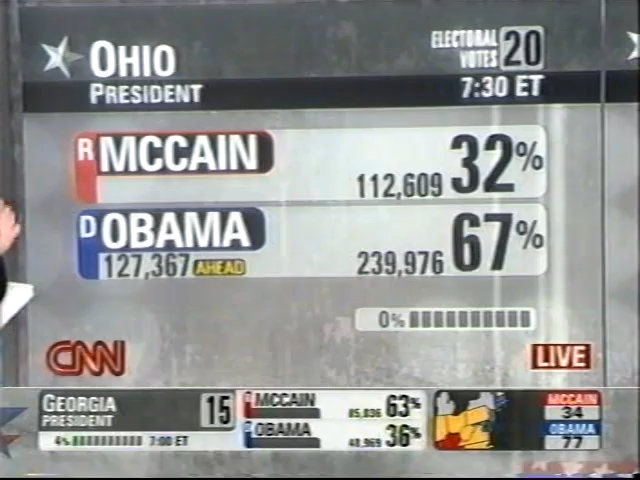 OHIO
PRESIDENT
ELECTORAL VOTES 20
7:30 ET
R MCCAIN
112,609 32%
D OBAMA
127,367 AHEAD
239,976 67%
0%
CNN
LIVE
GEORGIA
PRESIDENT
15
4% 7:00 ET
R MCCAIN
85,836 63%
D OBAMA
48,969 36%
MCCAIN
34
OBAMA
77